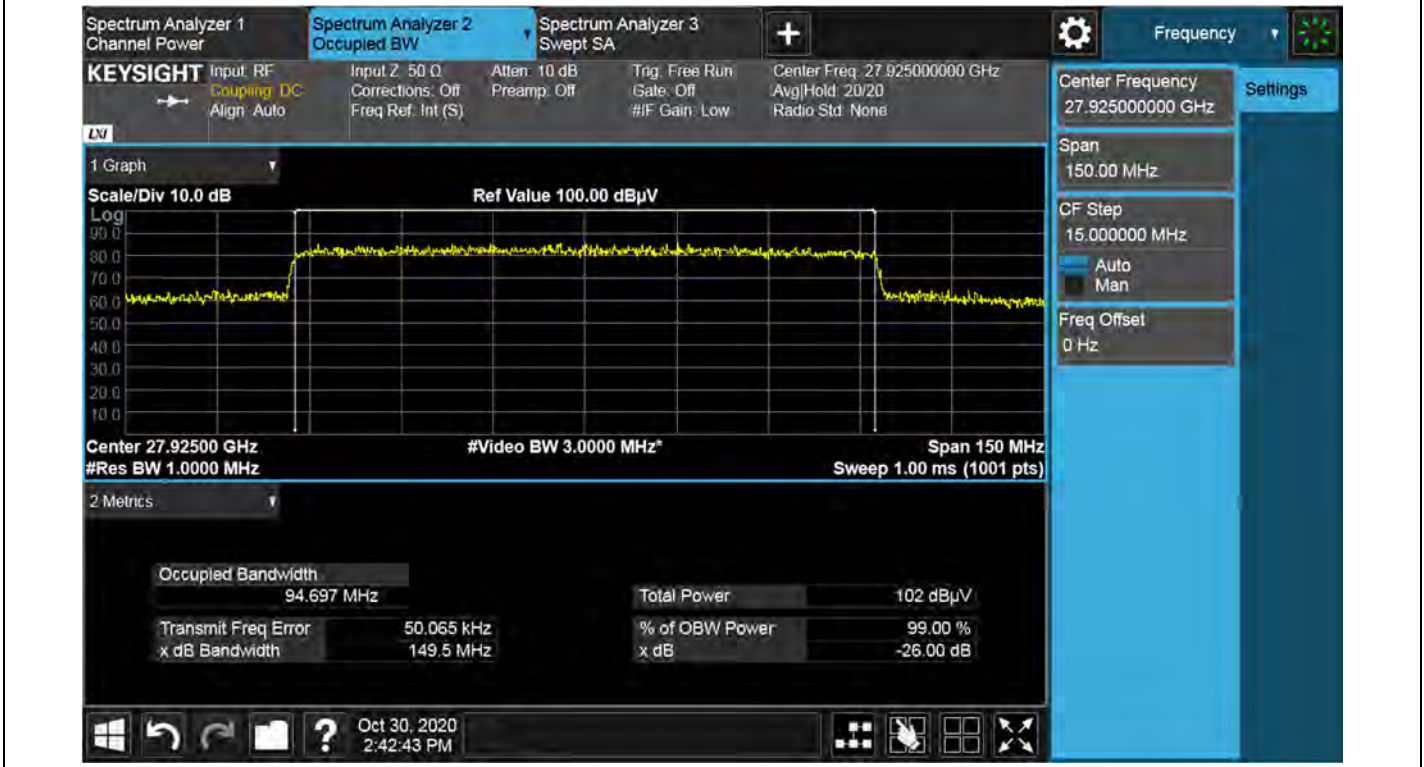 Spectrum Analyzer 1
Channel Power
Spectrum Analyzer 2
Occupied BW
Spectrum Analyzer 3
Swept SA
Frequency
KEYSIGHT
Input: RF
Coupling: DC
Align: Auto
Input Z: 50 Ω
Corrections: Off
Freq Ref: Int (S)
Atten: 10 dB
Preamp: Off
Trig: Free Run
Gate: Off
#IF Gain: Low
Center Freq: 27.925000000 GHz
Avg|Hold: 20/20
Radio Std: None
LXI
1 Graph
Scale/Div 10.0 dB
Ref Value 100.00 dBµV
Log
90.0
80.0
70.0
60.0
50.0
40.0
30.0
20.0
10.0
Center 27.92500 GHz
#Video BW 3.0000 MHz*
Span 150 MHz
#Res BW 1.0000 MHz
Sweep 1.00 ms (1001 pts)
2 Metrics
Occupied Bandwidth
94.697 MHz
Total Power 102 dBµV
Transmit Freq Error 50.065 kHz
% of OBW Power 99.00 %
x dB Bandwidth 149.5 MHz
x dB -26.00 dB
Center Frequency
27.925000000 GHz
Settings
Span
150.00 MHz
CF Step
15.000000 MHz
Auto
Man
Freq Offset
0 Hz
?
Oct 30, 2020
2:42:43 PM